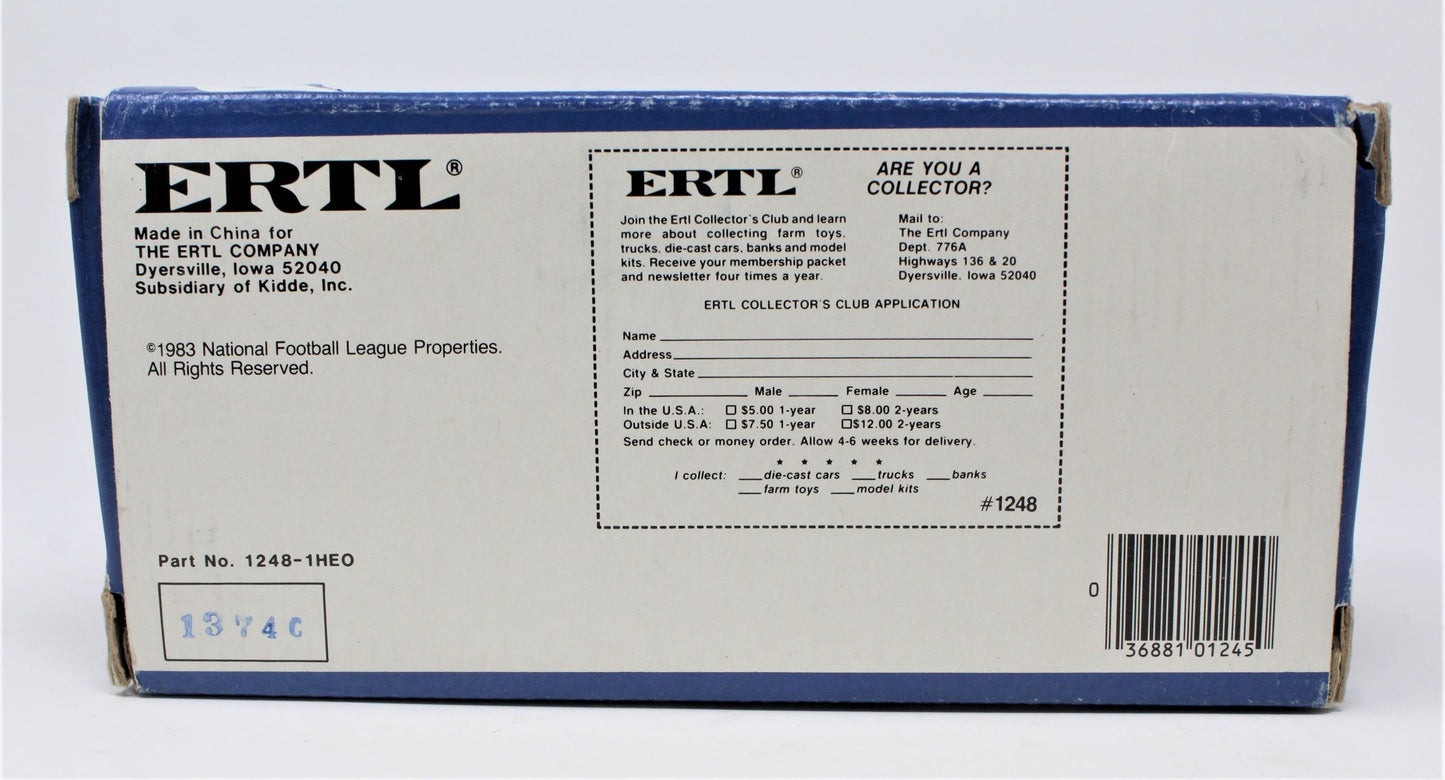 ERTL®
Made in China for
THE ERTL COMPANY
Dyersville, Iowa 52040
Subsidiary of Kidde, Inc.
©1983 National Football League Properties.
All Rights Reserved.
Part No. 1248-1HEO
1374C
ERTL®
ARE YOU A
COLLECTOR?
Join the Ertl Collector's Club and learn
more about collecting farm toys,
trucks, die-cast cars, banks and model
kits. Receive your membership packet
and newsletter four times a year.
Mail to:
The Ertl Company
Dept. 776A
Highways 136 & 20
Dyersville, Iowa 52040
ERTL COLLECTOR'S CLUB APPLICATION
Name
Address
City & State
Zip Male Female Age
In the U.S.A.: ☐ $5.00 1-year ☐ $8.00 2-years
Outside U.S.A: ☐ $7.50 1-year ☐ $12.00 2-years
Send check or money order. Allow 4-6 weeks for delivery.
★ ★ ★ ★ ★
I collect: ___die-cast cars ___trucks ___banks
___farm toys ___model kits
#1248
0 36881 01245